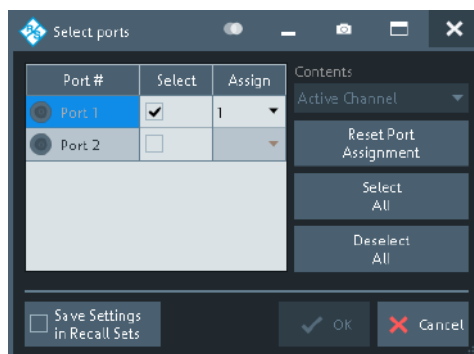 Select ports
Port # Select Assign
Port 1 1
Port 2
Contents
Active Channel
Reset Port
Assignment
Select
All
Deselect
All
Save Settings
in Recall Sets
OK
Cancel